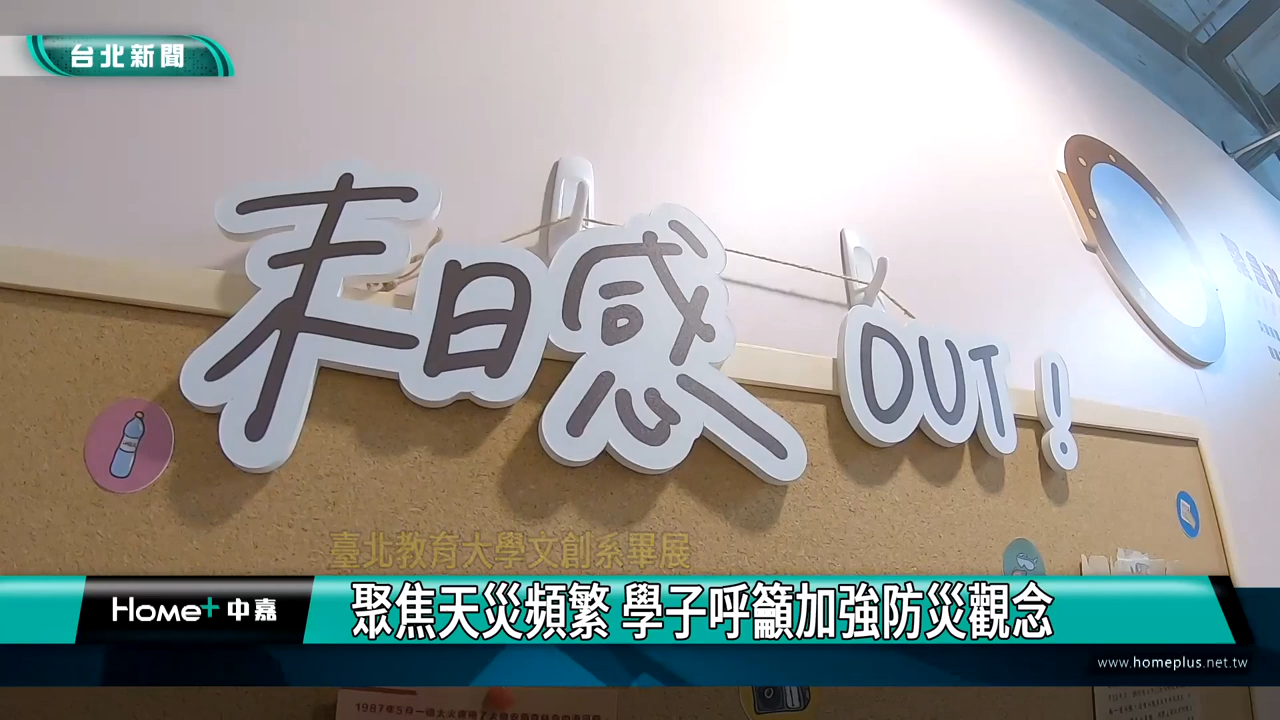 台北新聞
末日感 OUT!
臺北教育大學文創系畢展
聚焦天災頻繁 學子呼籲加強防災觀念
Home+中嘉
www.homeplus.net.tw